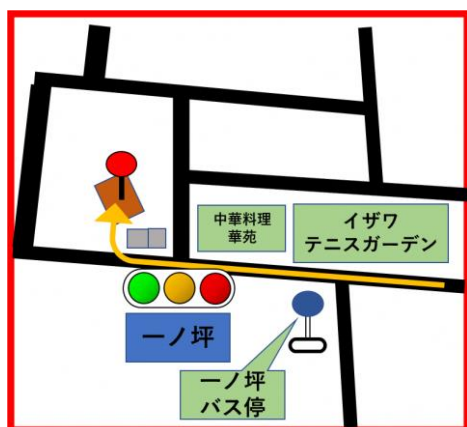 中華料理
華苑
イザワ
テニスガーデン
一ノ坪
一ノ坪
バス停